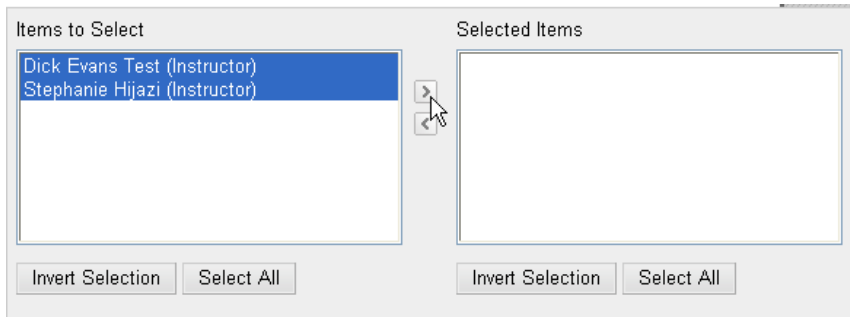 Items to Select
Selected Items
Dick Evans Test (Instructor)
Stephanie Hijazi (Instructor)
>
<
Invert Selection
Select All
Invert Selection
Select All